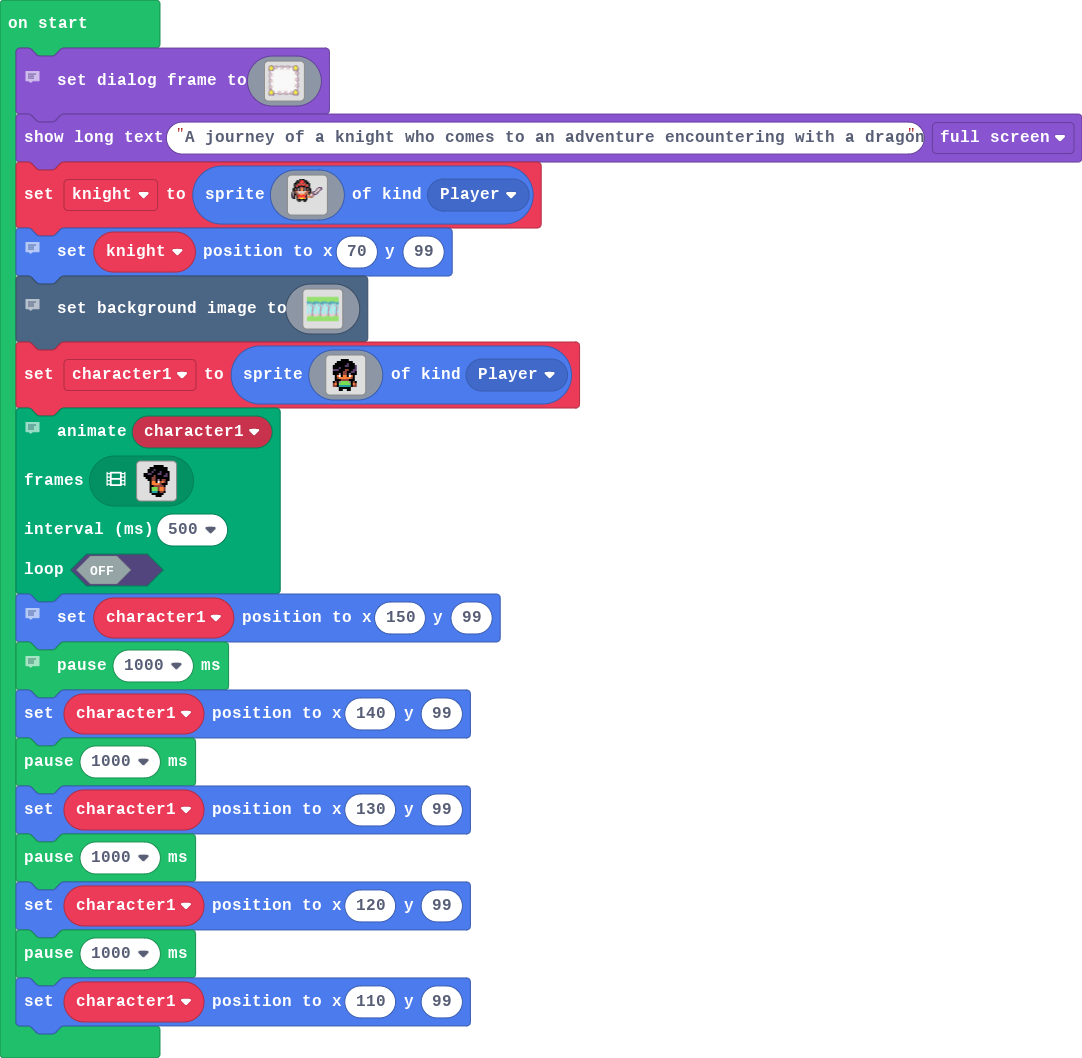 on start
set dialog frame to
show long text "A journey of a knight who comes to an adventure encountering with a dragon" full screen
set knight to sprite of kind Player
set knight position to x 70 y 99
set background image to
set character1 to sprite of kind Player
animate character1
frames
interval (ms) 500
loop OFF
set character1 position to x 150 y 99
pause 1000 ms
set character1 position to x 140 y 99
pause 1000 ms
set character1 position to x 130 y 99
pause 1000 ms
set character1 position to x 120 y 99
pause 1000 ms
set character1 position to x 110 y 99